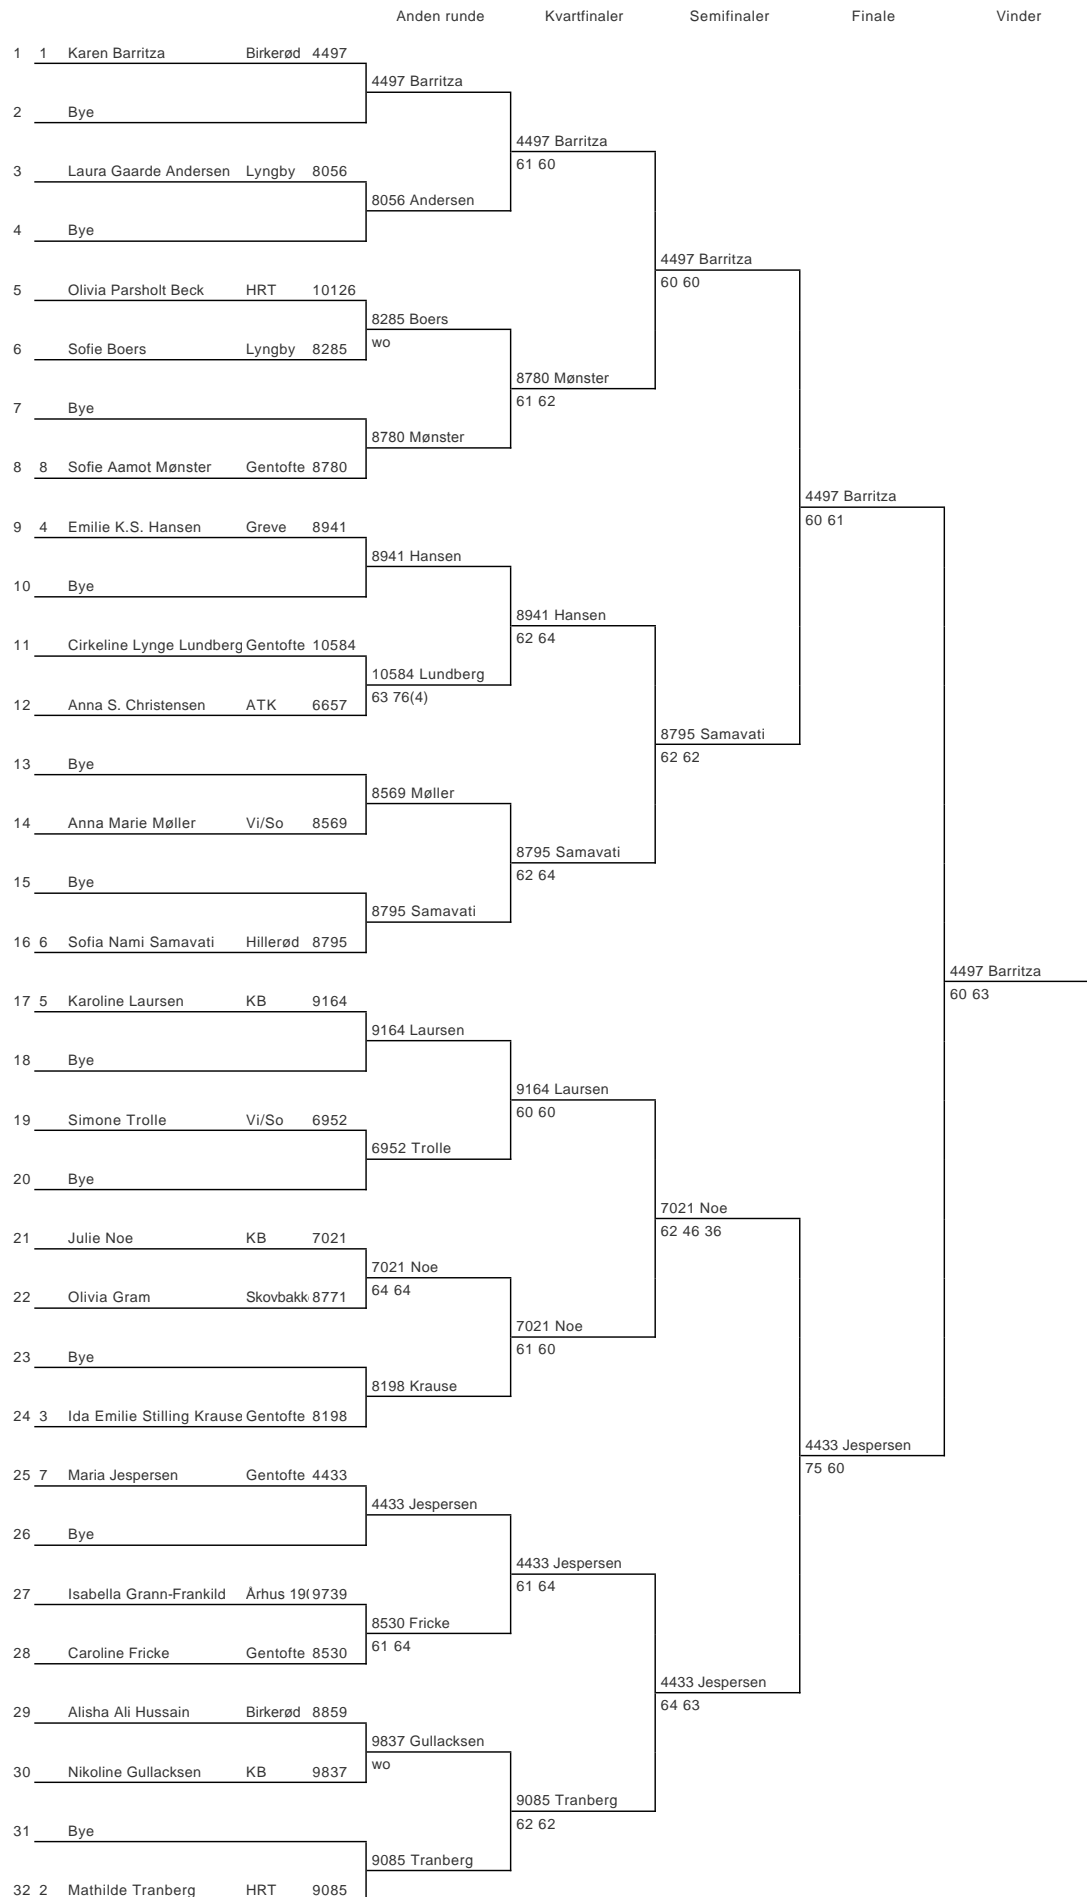 Anden runde Kvartfinaler Semifinaler Finale Vinder
1 1 Karen Barritza Birkerød 4497
4497 Barritza
2 Bye
4497 Barritza
61 60
3 Laura Gaarde Andersen Lyngby 8056
8056 Andersen
4 Bye
4497 Barritza
60 60
5 Olivia Parsholt Beck HRT 10126
8285 Boers
wo
6 Sofie Boers Lyngby 8285
8780 Mønster
61 62
7 Bye
8780 Mønster
8 8 Sofie Aamot Mønster Gentofte 8780
4497 Barritza
60 61
9 4 Emilie K.S. Hansen Greve 8941
8941 Hansen
10 Bye
8941 Hansen
62 64
11 Cirkeline Lynge Lundberg Gentofte 10584
10584 Lundberg
63 76(4)
12 Anna S. Christensen ATK 6657
8795 Samavati
62 62
13 Bye
8569 Møller
14 Anna Marie Møller Vi/So 8569
8795 Samavati
62 64
15 Bye
8795 Samavati
16 6 Sofia Nami Samavati Hillerød 8795
4497 Barritza
60 63
17 5 Karoline Laursen KB 9164
9164 Laursen
18 Bye
9164 Laursen
60 60
19 Simone Trolle Vi/So 6952
6952 Trolle
20 Bye
7021 Noe
62 46 36
21 Julie Noe KB 7021
7021 Noe
64 64
22 Olivia Gram Skovbakk 8771
7021 Noe
61 60
23 Bye
8198 Krause
24 3 Ida Emilie Stilling Krause Gentofte 8198
4433 Jespersen
75 60
25 7 Maria Jespersen Gentofte 4433
4433 Jespersen
26 Bye
4433 Jespersen
61 64
27 Isabella Grann-Frankild Århus 19( 9739
8530 Fricke
61 64
28 Caroline Fricke Gentofte 8530
4433 Jespersen
64 63
29 Alisha Ali Hussain Birkerød 8859
9837 Gullacksen
wo
30 Nikoline Gullacksen KB 9837
9085 Tranberg
62 62
31 Bye
9085 Tranberg
32 2 Mathilde Tranberg HRT 9085